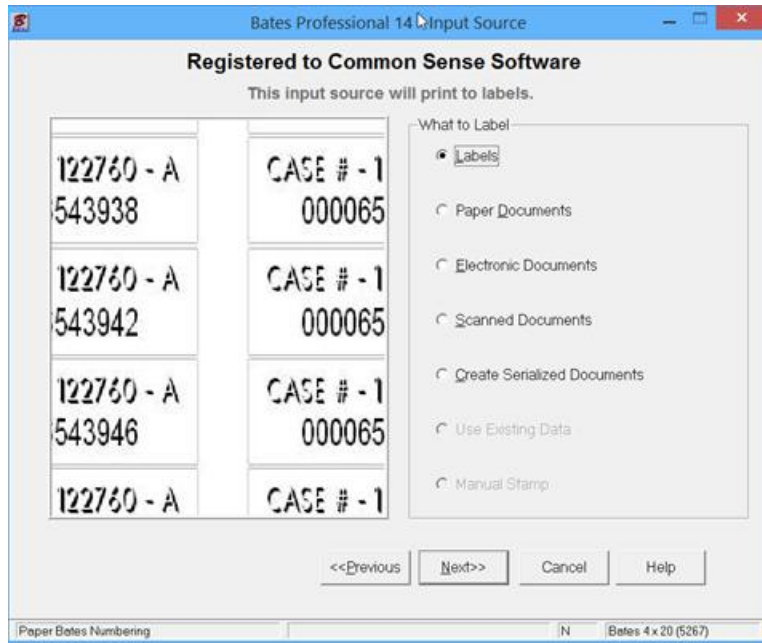 Bates Professional 14 - Input Source
Registered to Common Sense Software
This input source will print to labels.
122760 - A CASE # - 1
543938 000065
122760 - A CASE # - 1
543942 000065
122760 - A CASE # - 1
543946 000065
122760 - A CASE # - 1
What to Label
Labels
Paper Documents
Electronic Documents
Scanned Documents
Create Serialized Documents
Use Existing Data
Manual Stamp
<<Previous Next>> Cancel Help
Paper Bates Numbering N Bates 4 x 20 (5267)